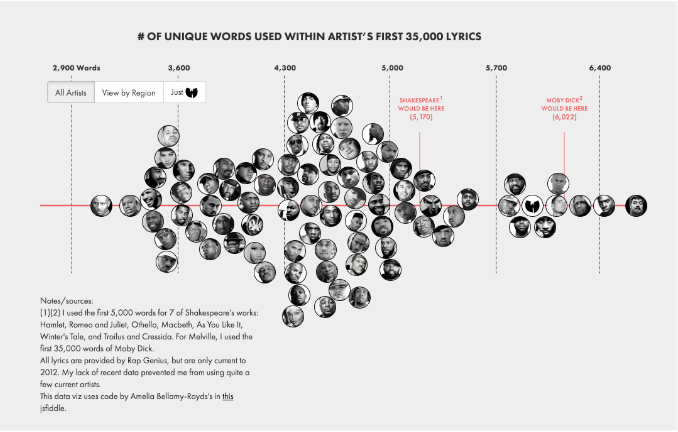 # OF UNIQUE WORDS USED WITHIN ARTIST'S FIRST 35,000 LYRICS
2,900 Words
3,600
4,300
5,000
5,700
6,400
All Artists
View by Region
Just
SHAKESPEARE1
WOULD BE HERE
(5,170)
MOBY DICK2
WOULD BE HERE
(6,022)
Notes/sources:
(1)(2) I used the first 5,000 words for 7 of Shakespeare's works:
Hamlet, Romeo and Juliet, Othello, Macbeth, As You Like It,
Winter's Tale, and Troilus and Cressida. For Melville, I used the
first 35,000 words of Moby Dick.
All lyrics are provided by Rap Genius, but are only current to
2012. My lack of recent data prevented me from using quite a
few current artists.
This data viz uses code by Amelia Bellamy-Royds's in this
jsfiddle.